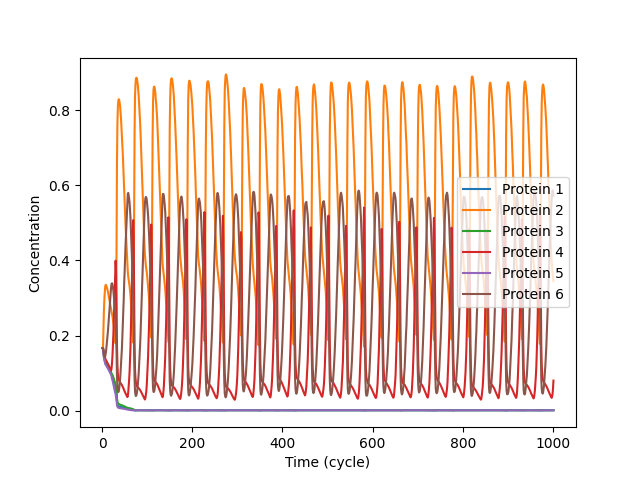 0.8
0.6
0.4
0.2
0.0
Concentration
Protein 1
Protein 2
Protein 3
Protein 4
Protein 5
Protein 6
0 200 400 600 800 1000
Time (cycle)